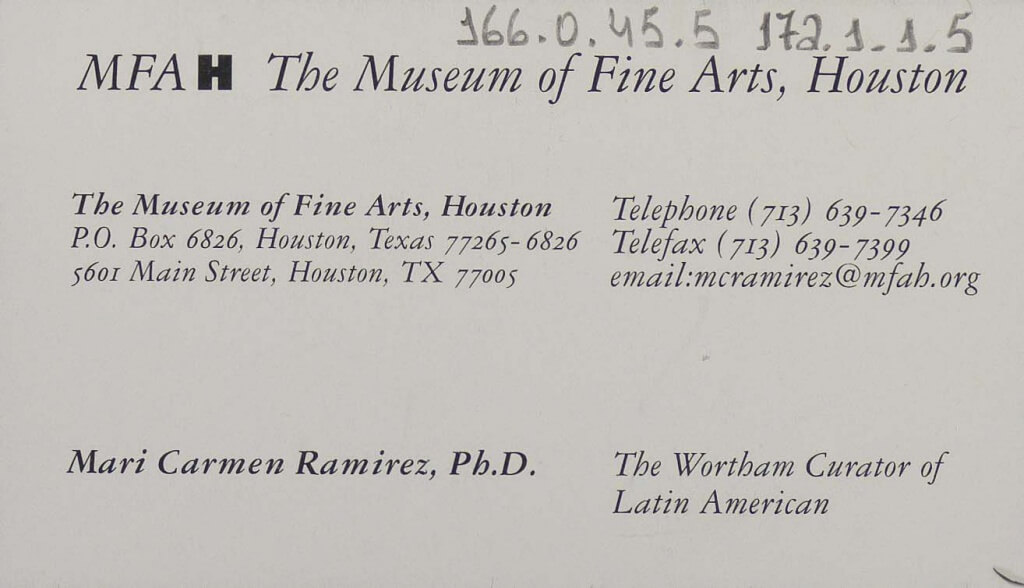 166.0.45.5 172.1.1.5
MFAH The Museum of Fine Arts, Houston
The Museum of Fine Arts, Houston
P.O. Box 6826, Houston, Texas 77265-6826
5601 Main Street, Houston, TX 77005
Telephone (713) 639-7346
Telefax (713) 639-7399
email:mcramirez@mfah.org
Mari Carmen Ramirez, Ph.D.
The Wortham Curator of
Latin American